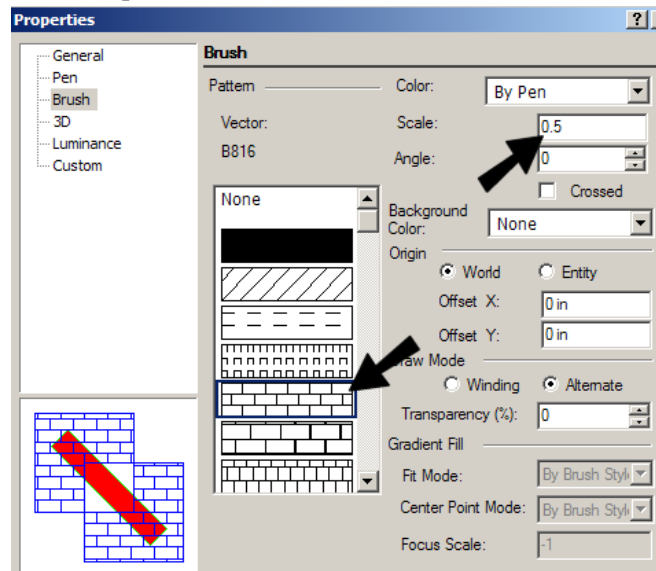 Properties
?
General
Pen
Brush
3D
Luminance
Custom
Brush
Pattern
Vector:
B816
None
Color:
By Pen
Scale:
0.5
Angle:
0
Crossed
Background
Color:
None
Origin
World
Entity
Offset X:
0 in
Offset Y:
0 in
Draw Mode
Winding
Alternate
Transparency (%):
0
Gradient Fill
Fit Mode:
By Brush Styl
Center Point Mode:
By Brush Styl
Focus Scale:
-1